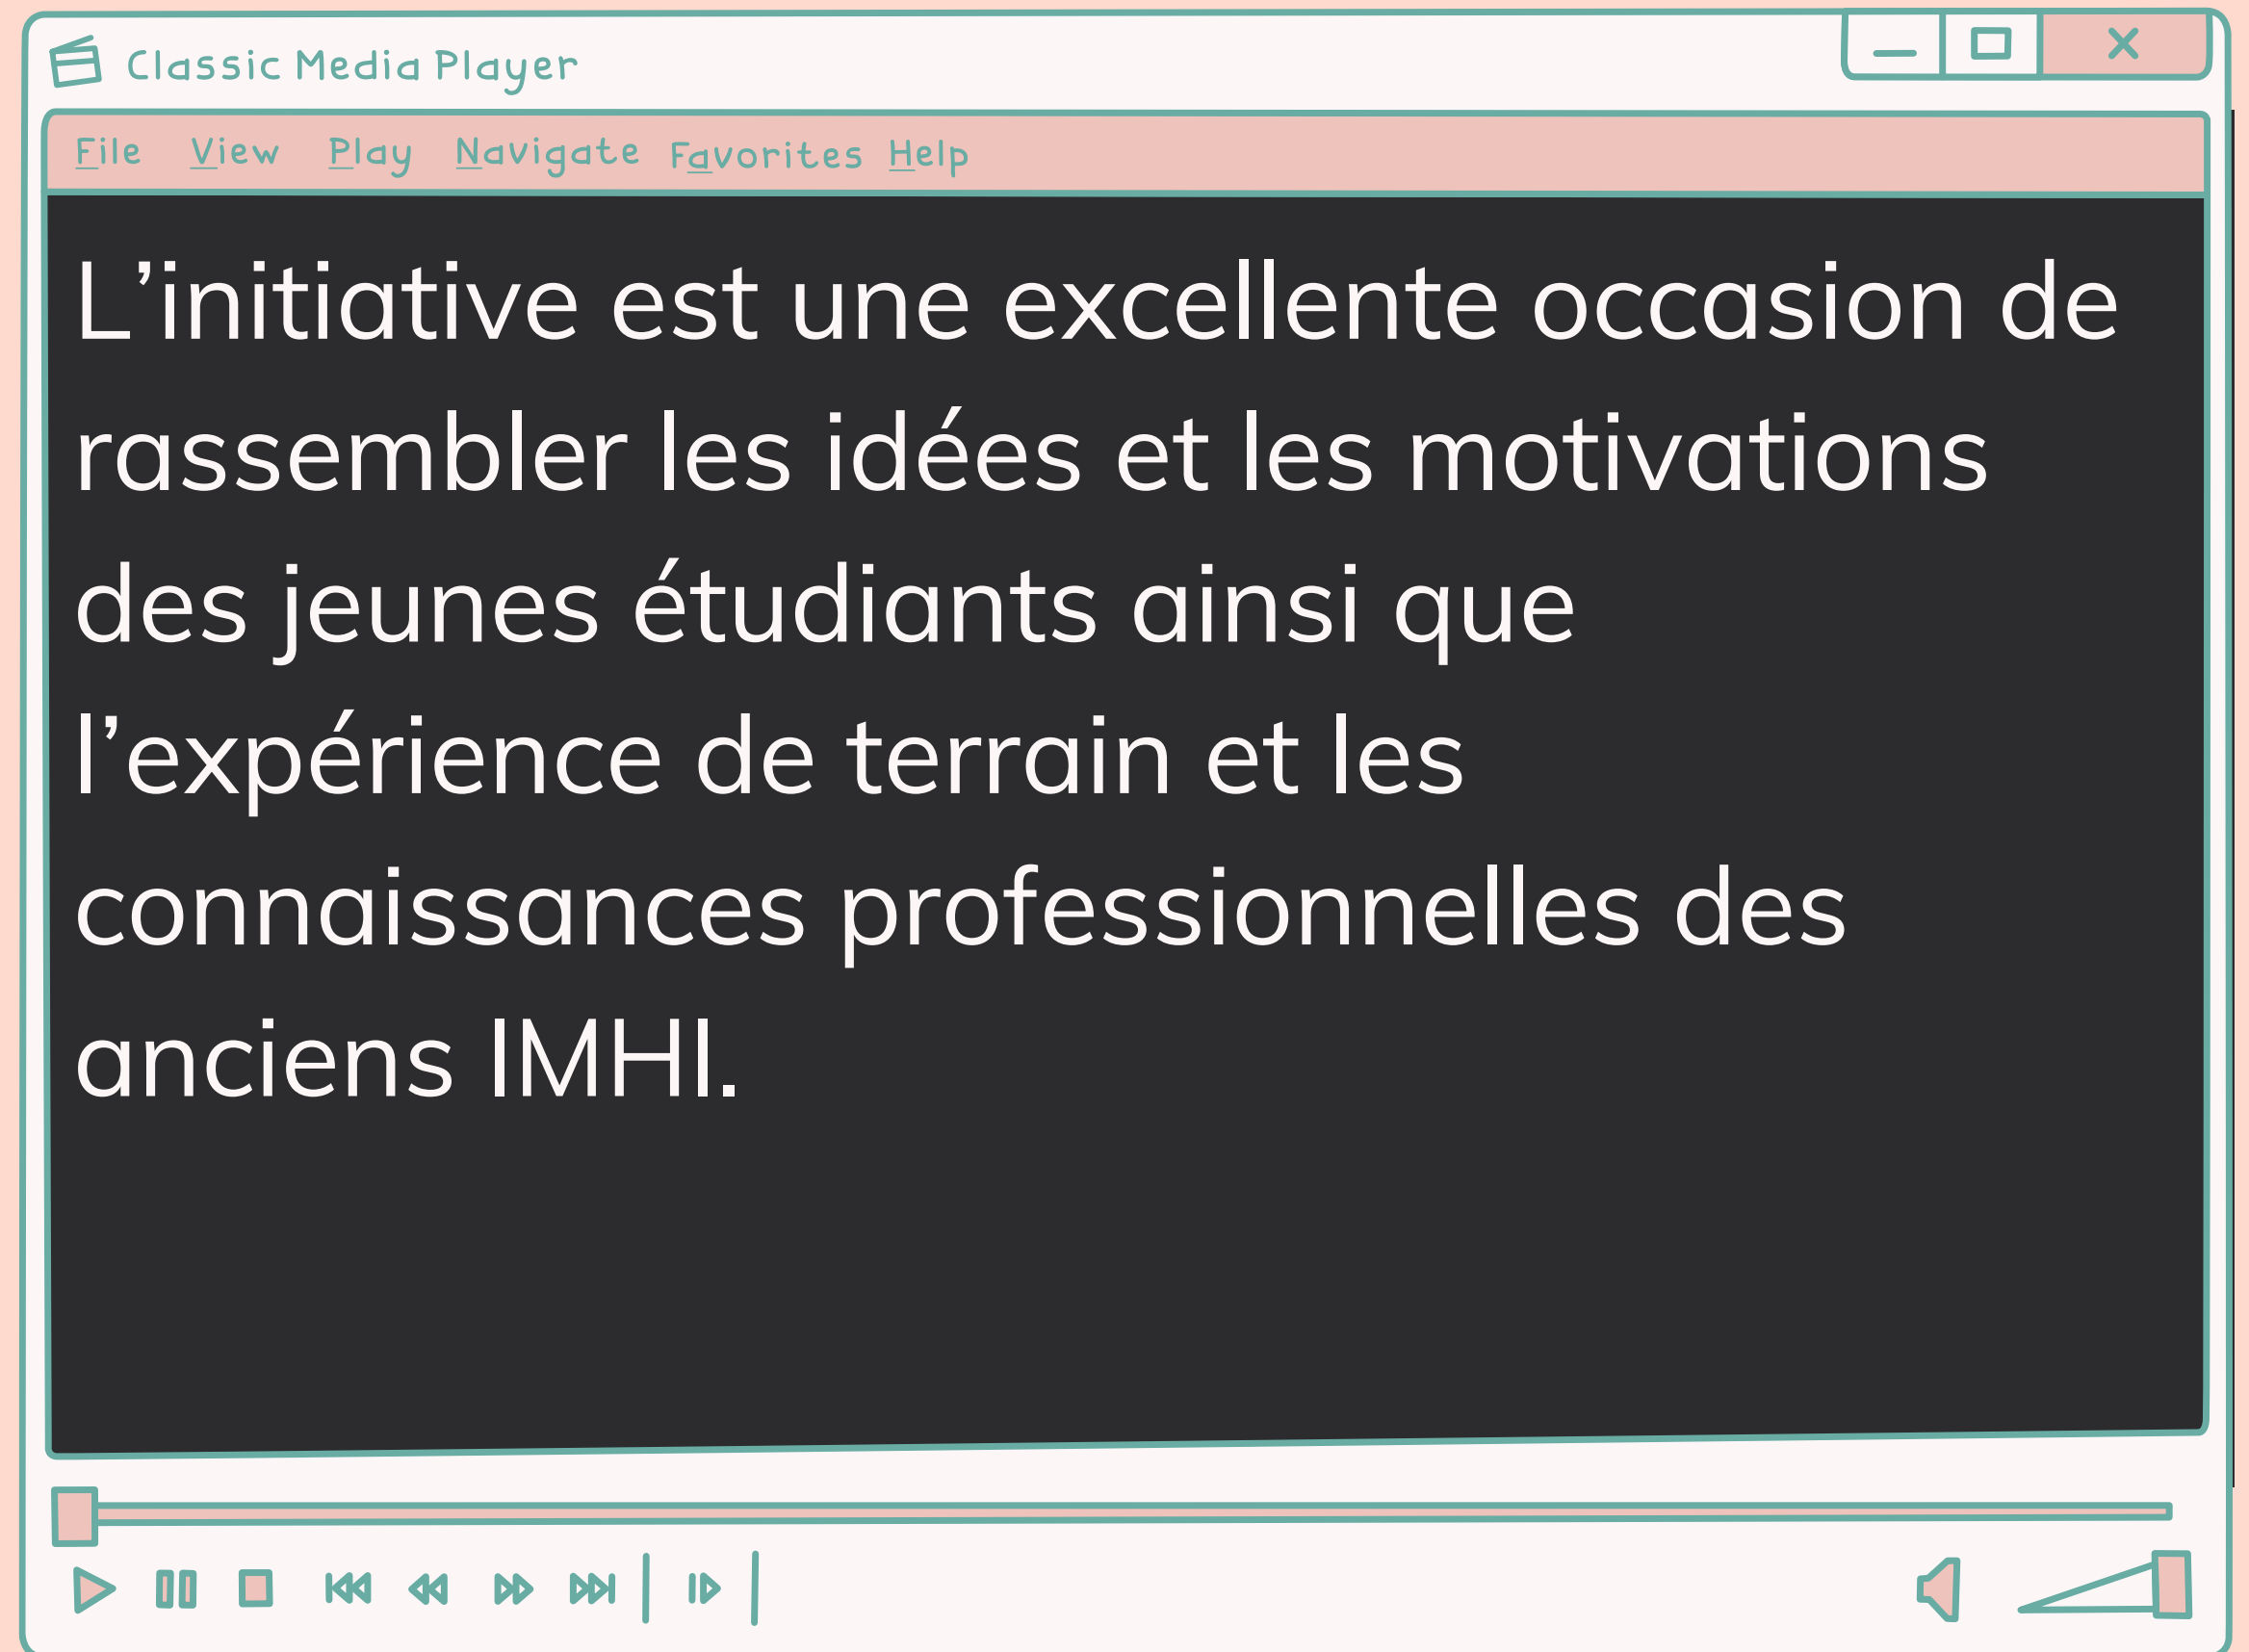 Classic Media Player
File View Play Navigate Favorites Help
L’initiative est une excellente occasion de
rassembler les idées et les motivations
des jeunes étudiants ainsi que
l’expérience de terrain et les
connaissances professionnelles des
anciens IMHI.